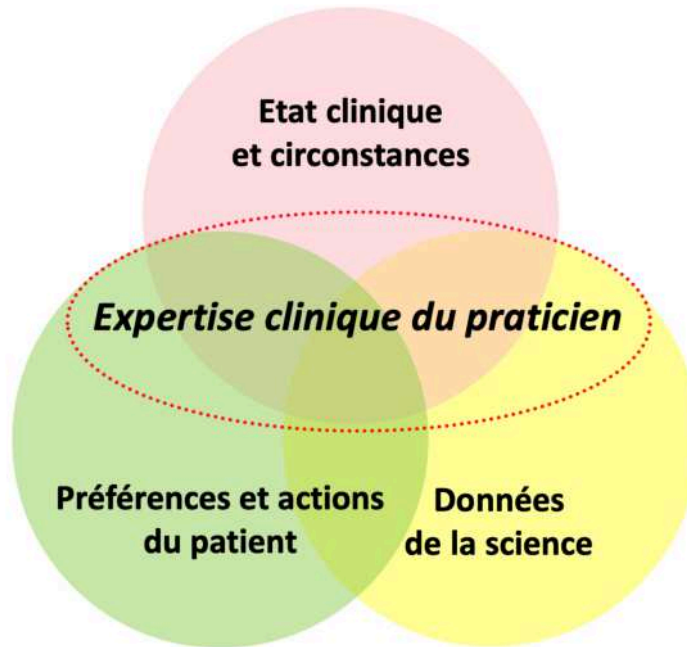 Etat clinique
et circonstances
Expertise clinique du praticien
Préférences et actions
du patient
Données
de la science